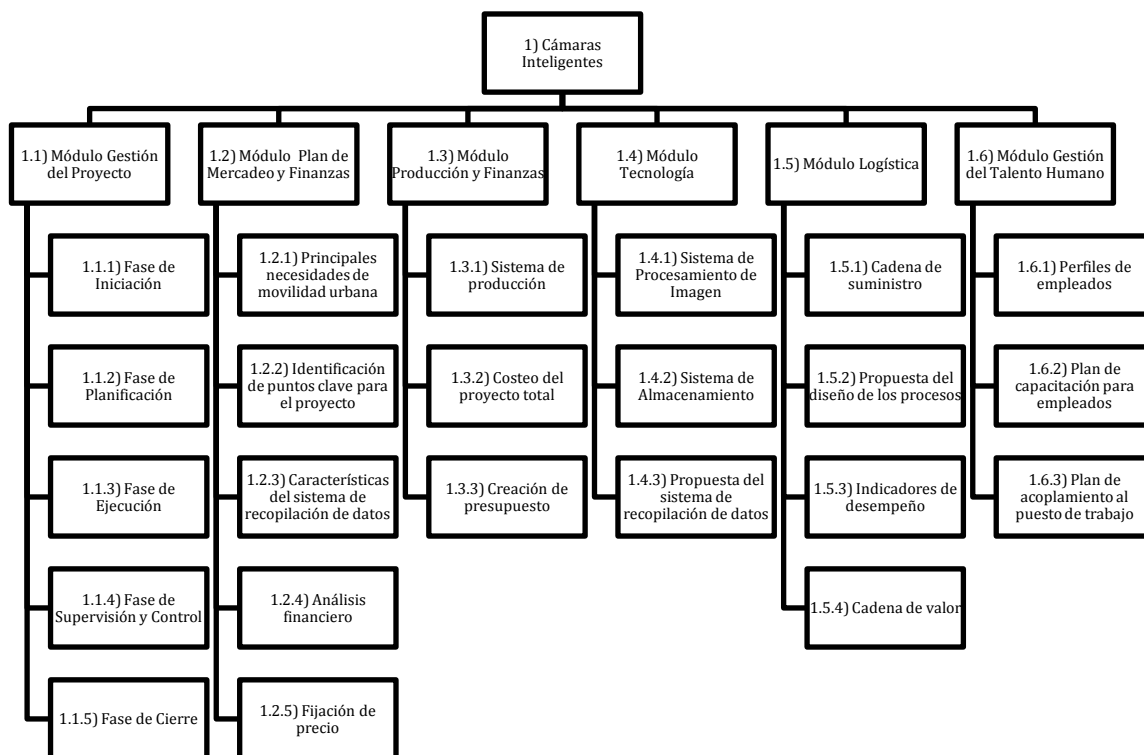 1) Cámaras
Inteligentes
1.1) Módulo Gestión
del Proyecto
1.2) Módulo Plan de
Mercadeo y Finanzas
1.3) Módulo
Producción y Finanzas
1.4) Módulo
Tecnología
1.5) Módulo Logística
1.6) Módulo Gestión
del Talento Humano
1.1.1) Fase de
Iniciación
1.1.2) Fase de
Planificación
1.1.3) Fase de
Ejecución
1.1.4) Fase de
Supervisión y Control
1.1.5) Fase de Cierre
1.2.1) Principales
necesidades de
movilidad urbana
1.2.2) Identificación
de puntos clave para
el proyecto
1.2.3) Características
del sistema de
recopilación de datos
1.2.4) Análisis
financiero
1.2.5) Fijación de
precio
1.3.1) Sistema de
producción
1.3.2) Costeo del
proyecto total
1.3.3) Creación de
presupuesto
1.4.1) Sistema de
Procesamiento de
Imagen
1.4.2) Sistema de
Almacenamiento
1.4.3) Propuesta del
sistema de
recopilación de datos
1.5.1) Cadena de
suministro
1.5.2) Propuesta del
diseño de los procesos
1.5.3) Indicadores de
desempeño
1.5.4) Cadena de valor
1.6.1) Perfiles de
empleados
1.6.2) Plan de
capacitación para
empleados
1.6.3) Plan de
acoplamiento al
puesto de trabajo